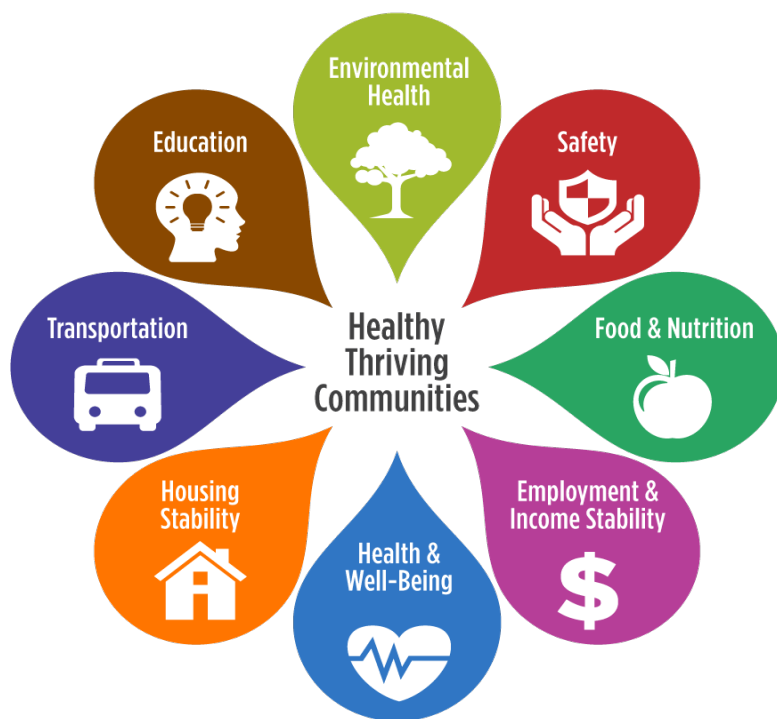 Environmental
Health
Education
Safety
Transportation
Healthy
Thriving
Communities
Food & Nutrition
Housing
Stability
Employment &
Income Stability
Health &
Well-Being
$